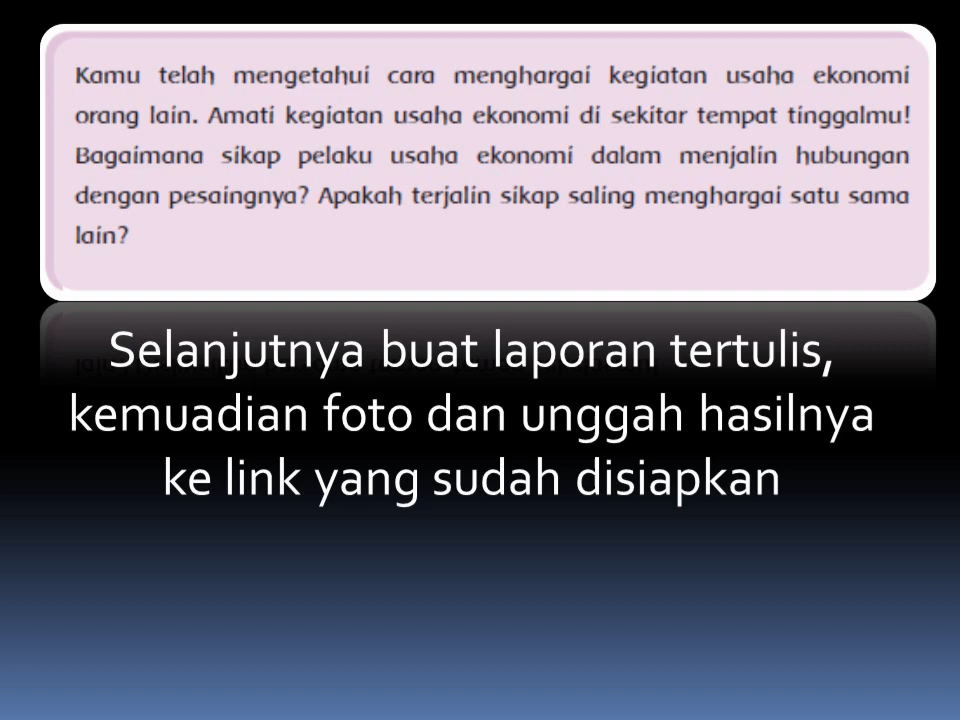 Kamu telah mengetahui cara menghargai kegiatan usaha ekonomi
orang lain. Amati kegiatan usaha ekonomi di sekitar tempat tinggalmu!
Bagaimana sikap pelaku usaha ekonomi dalam menjalin hubungan
dengan pesaingnya? Apakah terjalin sikap saling menghargai satu sama
lain?
Selanjutnya buat laporan tertulis,
kemuadian foto dan unggah hasilnya
ke link yang sudah disiapkan